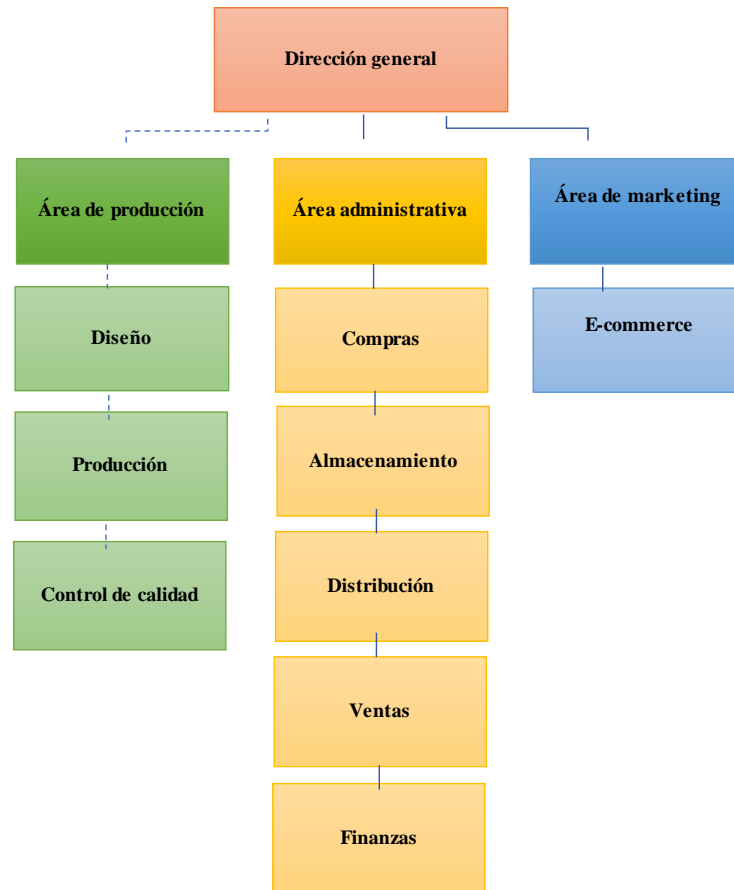 Dirección general
Área de producción
Área administrativa
Área de marketing
Diseño
Compras
E-commerce
Producción
Almacenamiento
Control de calidad
Distribución
Ventas
Finanzas